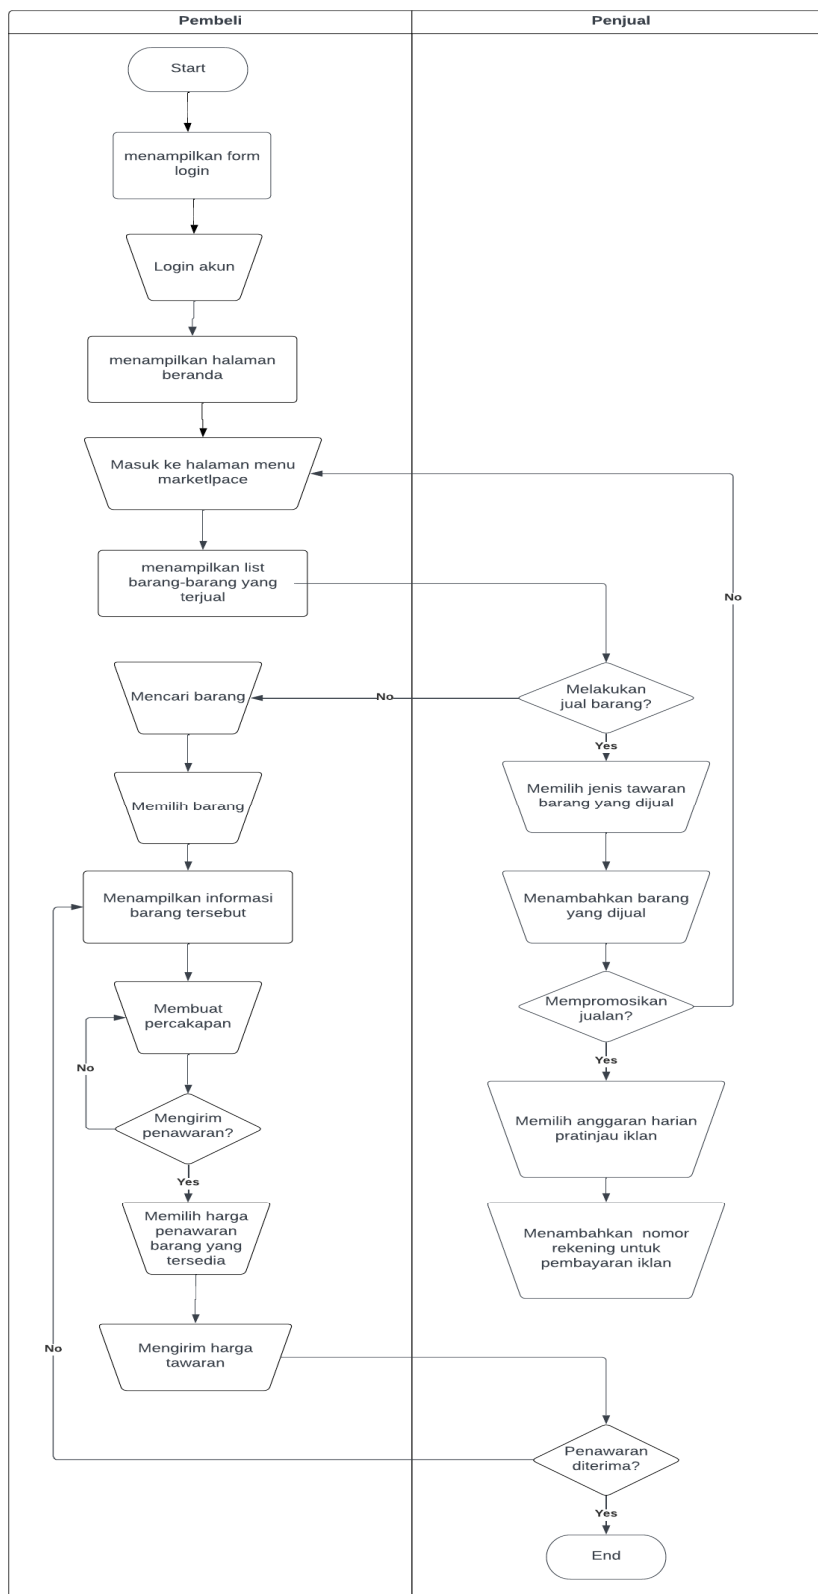 Pembeli
Penjual
Start
menampilkan form
login
Login akun
menampilkan halaman
beranda
Masuk ke halaman menu
marketlpace
menampilkan list
barang-barang yang
terjual
No
Mencari barang
No
Melakukan
jual barang?
Yes
Memilih barang
Memilih jenis tawaran
barang yang dijual
Menampilkan informasi
barang tersebut
Menambahkan barang
yang dijual
Membuat
percakapan
Mempromosikan
jualan?
No
Yes
Mengirim
penawaran?
Memilih anggaran harian
pratinjau iklan
Yes
Memilih harga
penawaran
barang yang
tersedia
Menambahkan nomor
rekening untuk
pembayaran iklan
No
Mengirim harga
tawaran
Penawaran
diterima?
Yes
End